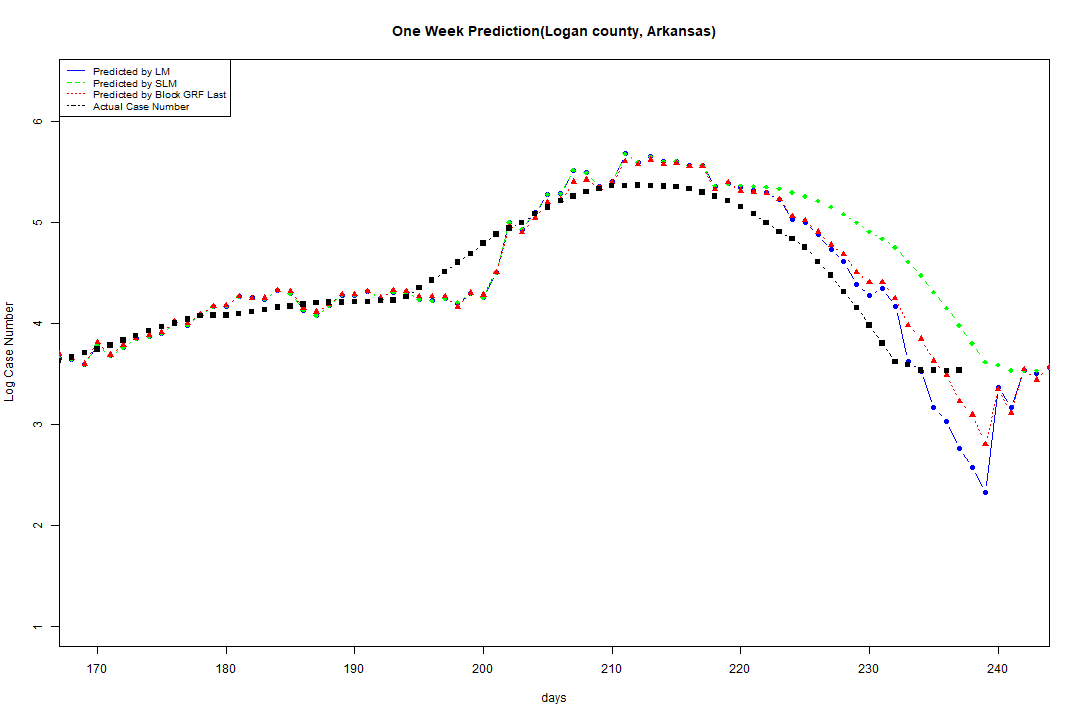 One Week Prediction(Logan county, Arkansas)
Predicted by LM
Predicted by SLM
Predicted by Block GRF Last
Actual Case Number
6
5
4
3
2
1
Log Case Number
170 180 190 200 210 220 230 240
days